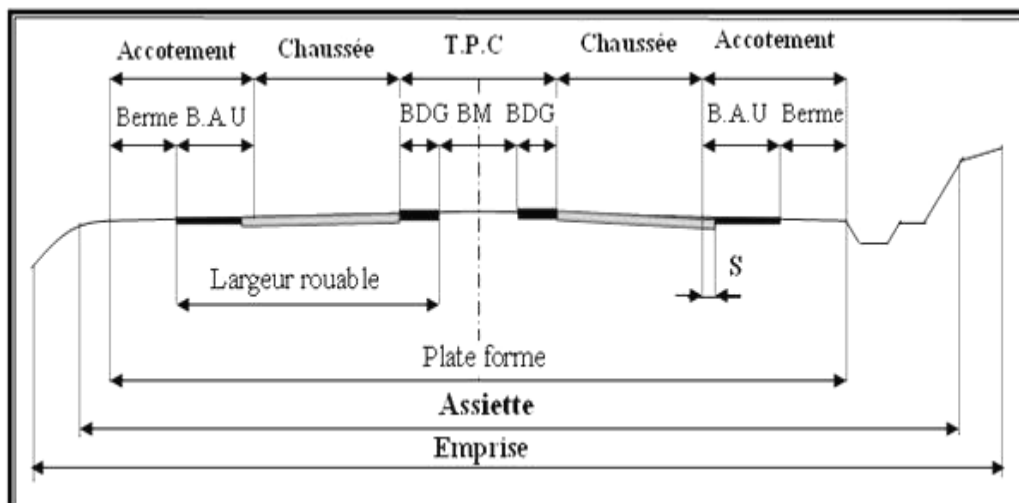 Accotement Chaussée T.P.C Chaussée Accotement
Berme B.A.U BDG BM BDG B.A.U Berme
S
Largeur rouable
Plate forme
Assiette
Emprise